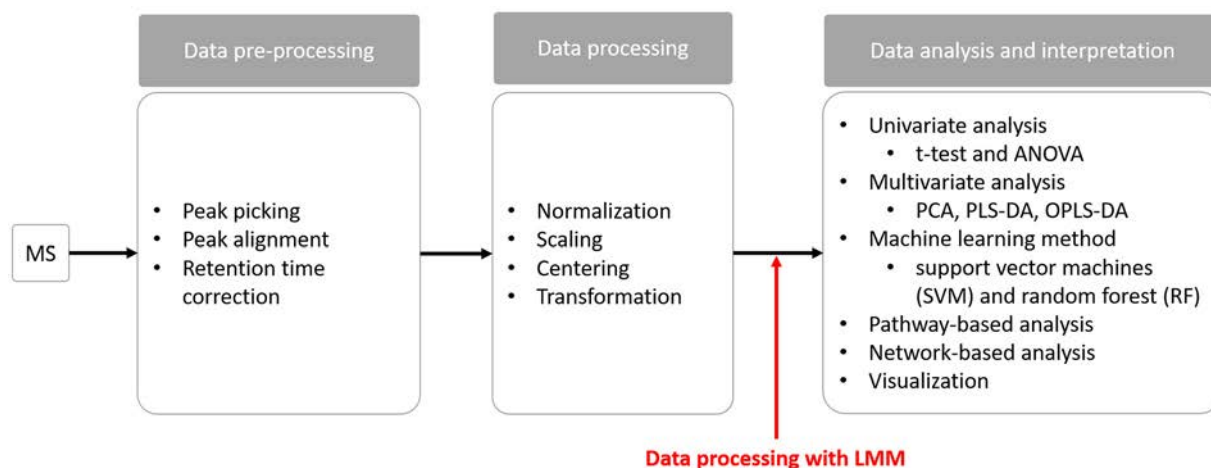 Data pre-processing
Data processing
Data analysis and interpretation
MS
• Peak picking
• Peak alignment
• Retention time
correction
• Normalization
• Scaling
• Centering
• Transformation
• Univariate analysis
• t-test and ANOVA
• Multivariate analysis
• PCA, PLS-DA, OPLS-DA
• Machine learning method
• support vector machines
(SVM) and random forest (RF)
• Pathway-based analysis
• Network-based analysis
• Visualization
Data processing with LMM